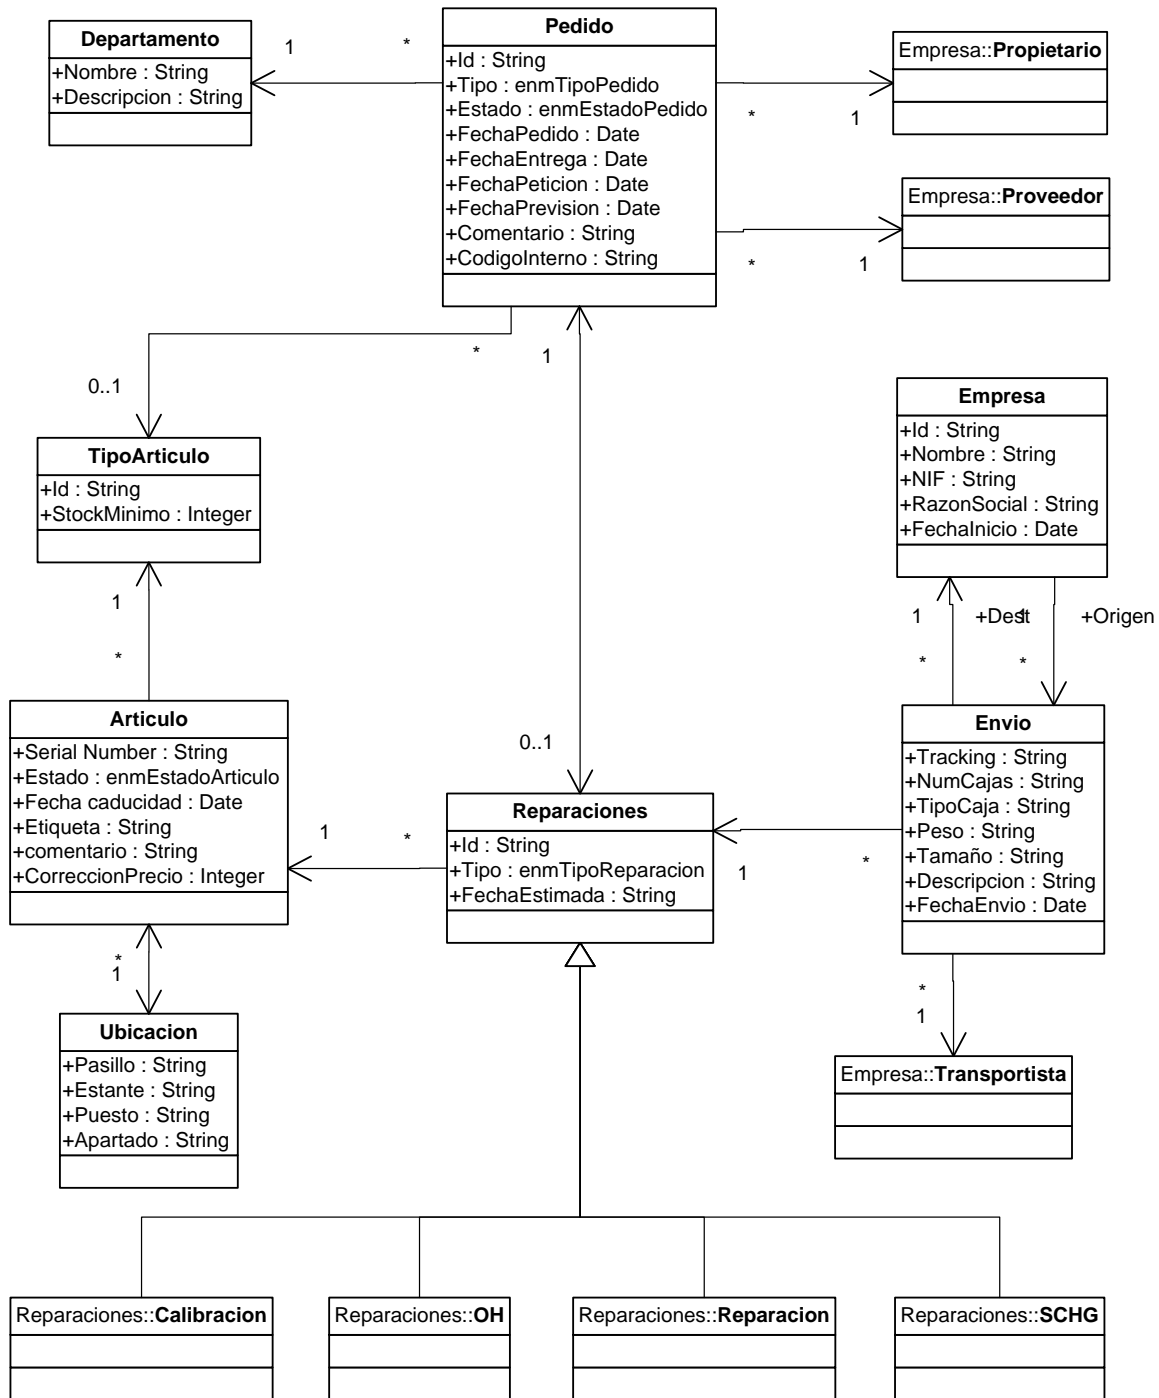 Departamento
+Nombre : String
+Descripcion : String
1
*
Pedido
+Id : String
+Tipo : enmTipoPedido
+Estado : enmEstadoPedido
+FechaPedido : Date
+FechaEntrega : Date
+FechaPeticion : Date
+FechaPrevision : Date
+Comentario : String
+CodigoInterno : String
Empresa::Propietario
*
1
Empresa::Proveedor
*
1
*
0..1
1
TipoArticulo
+Id : String
+StockMinimo : Integer
Empresa
+Id : String
+Nombre : String
+NIF : String
+RazonSocial : String
+FechaInicio : Date
1
*
1
+Dest
1
+Origen
*
*
Articulo
+Serial Number : String
+Estado : enmEstadoArticulo
+Fecha caducidad : Date
+Etiqueta : String
+comentario : String
+CorreccionPrecio : Integer
0..1
Reparaciones
+Id : String
+Tipo : enmTipoReparacion
+FechaEstimada : String
1
*
Envio
+Tracking : String
+NumCajas : String
+TipoCaja : String
+Peso : String
+Tamaño : String
+Descripcion : String
+FechaEnvio : Date
1
*
*
1
Ubicacion
+Pasillo : String
+Estante : String
+Puesto : String
+Apartado : String
*
1
Empresa::Transportista
Reparaciones::Calibracion
Reparaciones::OH
Reparaciones::Reparacion
Reparaciones::SCHG